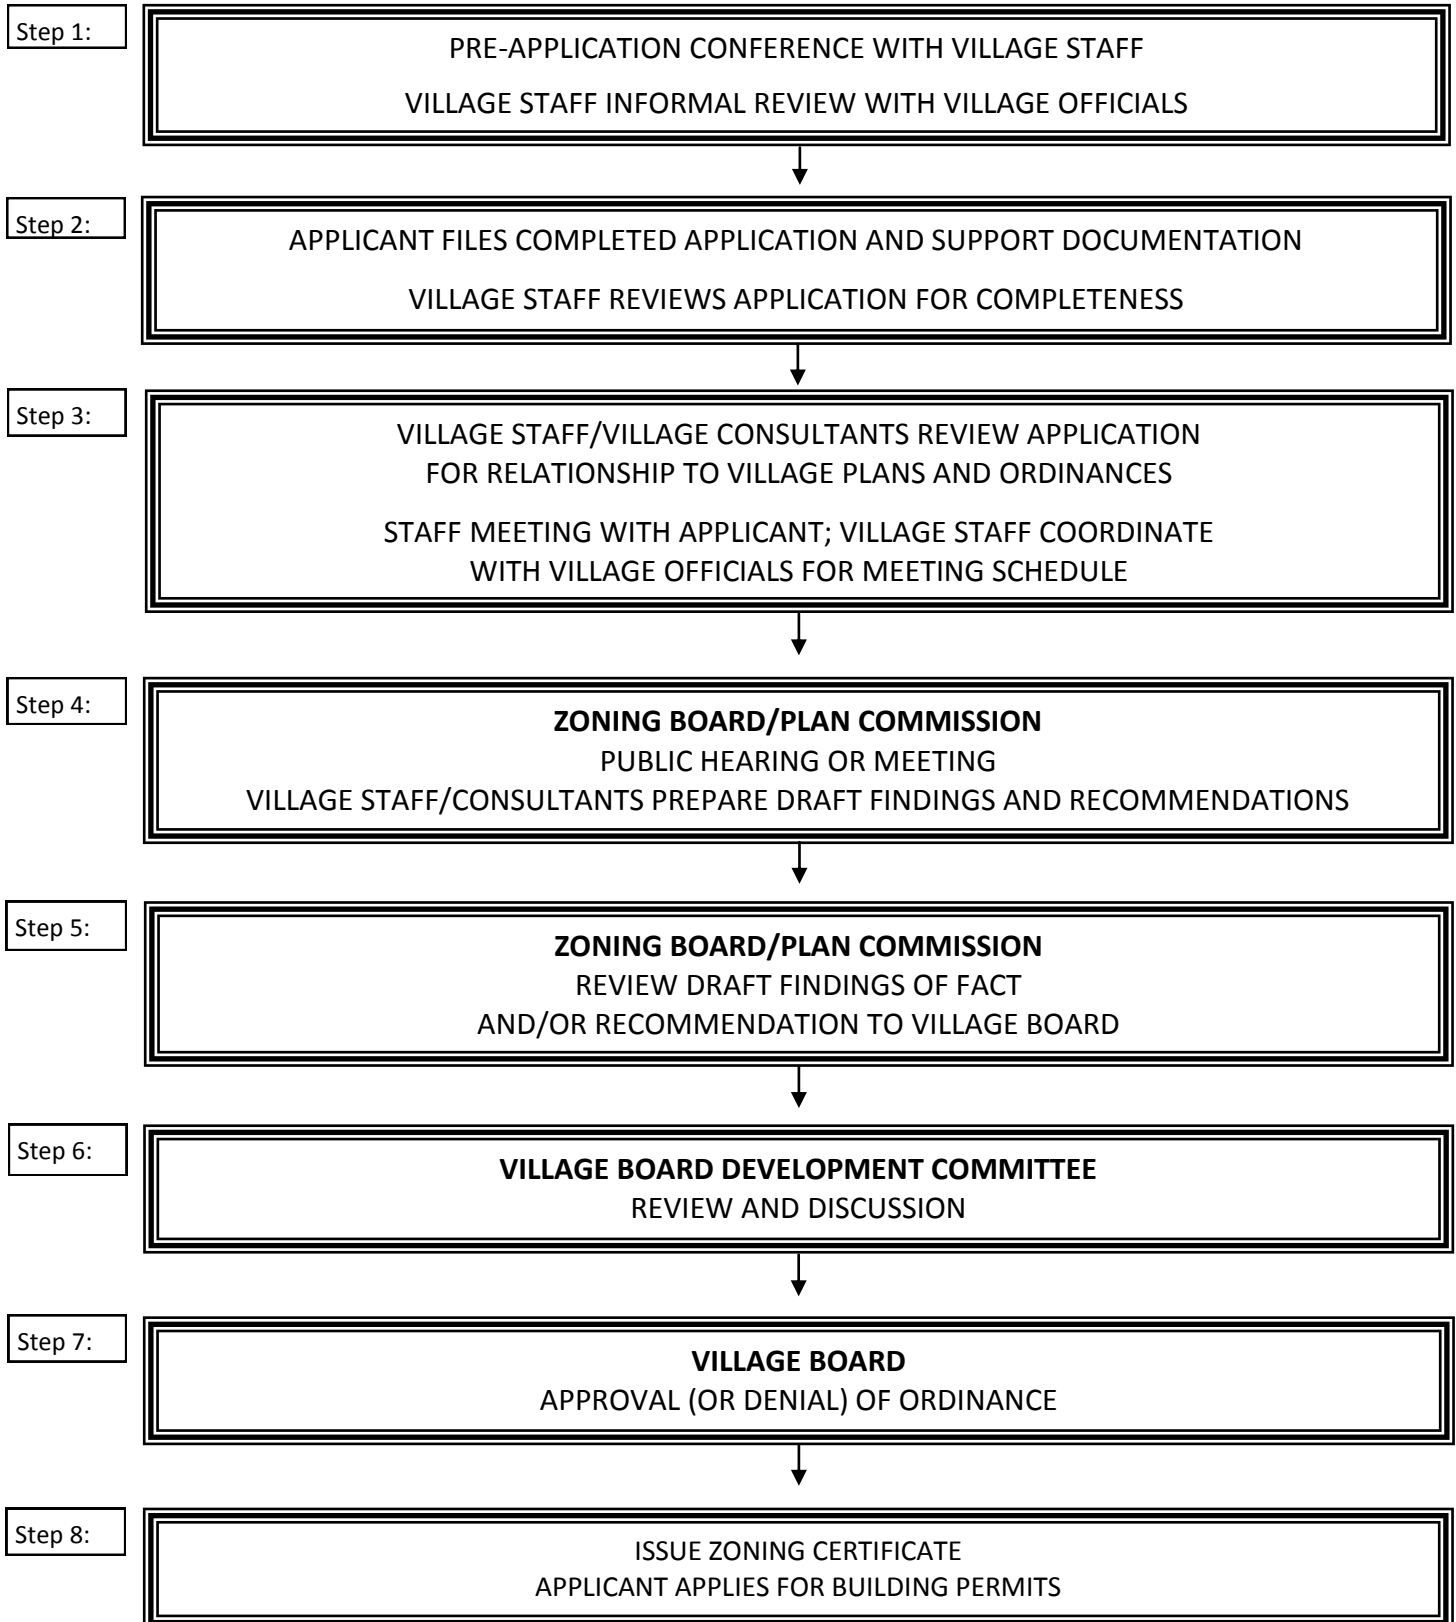 Step 1:
PRE-APPLICATION CONFERENCE WITH VILLAGE STAFF
VILLAGE STAFF INFORMAL REVIEW WITH VILLAGE OFFICIALS
Step 2:
APPLICANT FILES COMPLETED APPLICATION AND SUPPORT DOCUMENTATION
VILLAGE STAFF REVIEWS APPLICATION FOR COMPLETENESS
Step 3:
VILLAGE STAFF/VILLAGE CONSULTANTS REVIEW APPLICATION
FOR RELATIONSHIP TO VILLAGE PLANS AND ORDINANCES
STAFF MEETING WITH APPLICANT; VILLAGE STAFF COORDINATE
WITH VILLAGE OFFICIALS FOR MEETING SCHEDULE
Step 4:
ZONING BOARD/PLAN COMMISSION
PUBLIC HEARING OR MEETING
VILLAGE STAFF/CONSULTANTS PREPARE DRAFT FINDINGS AND RECOMMENDATIONS
Step 5:
ZONING BOARD/PLAN COMMISSION
REVIEW DRAFT FINDINGS OF FACT
AND/OR RECOMMENDATION TO VILLAGE BOARD
Step 6:
VILLAGE BOARD DEVELOPMENT COMMITTEE
REVIEW AND DISCUSSION
Step 7:
VILLAGE BOARD
APPROVAL (OR DENIAL) OF ORDINANCE
Step 8:
ISSUE ZONING CERTIFICATE
APPLICANT APPLIES FOR BUILDING PERMITS